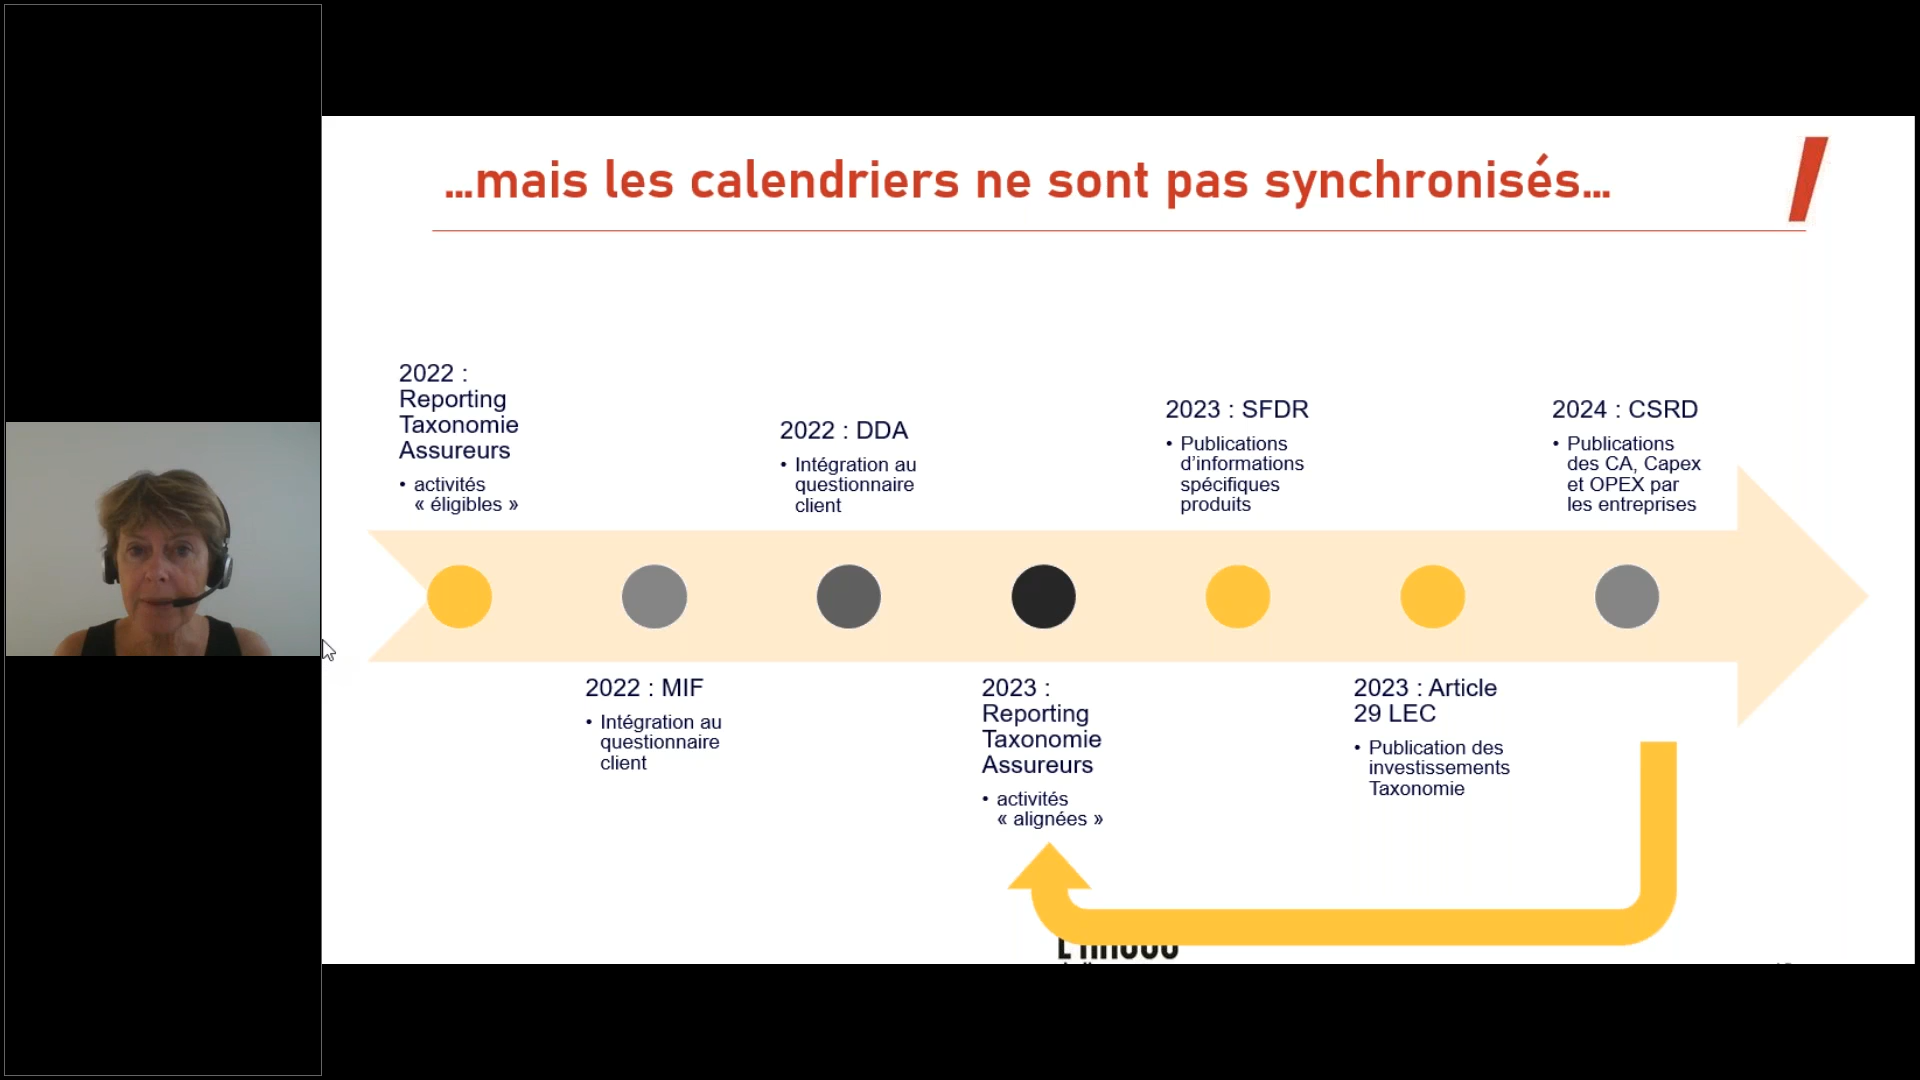 ...mais les calendriers ne sont pas synchronisés...
2022 :
Reporting
Taxonomie
Assureurs
• activités
« éligibles »
2022 : MIF
• Intégration au
questionnaire
client
2022 : DDA
• Intégration au
questionnaire
client
2023 :
Reporting
Taxonomie
Assureurs
• activités
« alignées »
2023 : SFDR
• Publications
d’informations
spécifiques
produits
2023 : Article
29 LEC
• Publication des
investissements
Taxonomie
2024 : CSRD
• Publications
des CA, Capex
et OPEX par
les entreprises